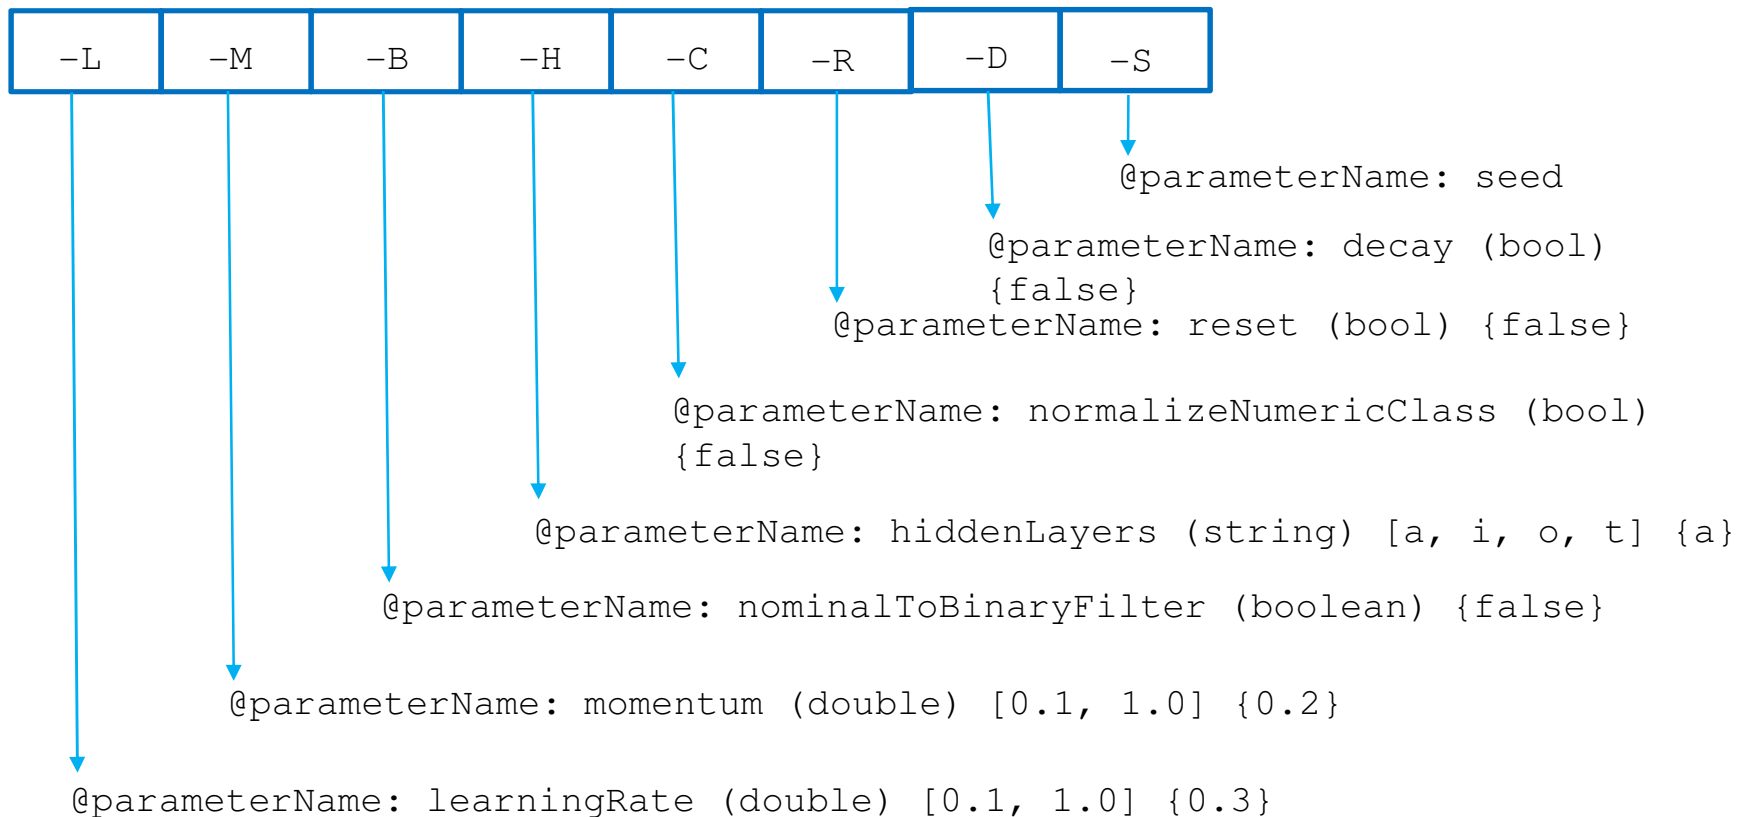 –L –M –B –H –C –R –D –S
@parameterName: seed
@parameterName: decay (bool)
{false}
@parameterName: reset (bool) {false}
@parameterName: normalizeNumericClass (bool)
{false}
@parameterName: hiddenLayers (string) [a, i, o, t] {a}
@parameterName: nominalToBinaryFilter (boolean) {false}
@parameterName: momentum (double) [0.1, 1.0] {0.2}
@parameterName: learningRate (double) [0.1, 1.0] {0.3}